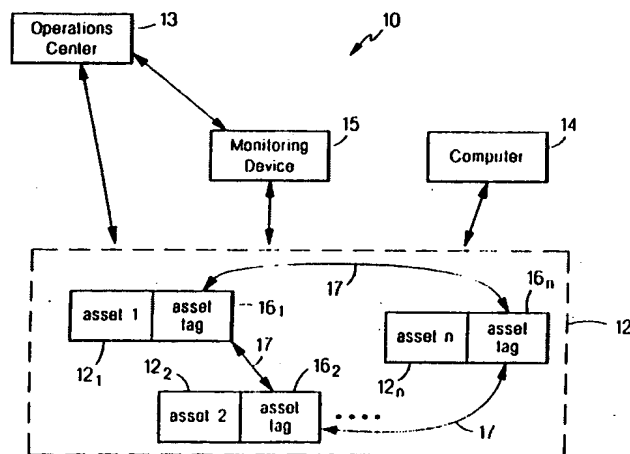 Operations
Center
13
10
15
Monitoring
Device
14
Computer
17
16n
asset 1
asset
tag
161
12
121
17
asset n
asset
tag
12n
122
162
asset 2
asset
tag
....
17